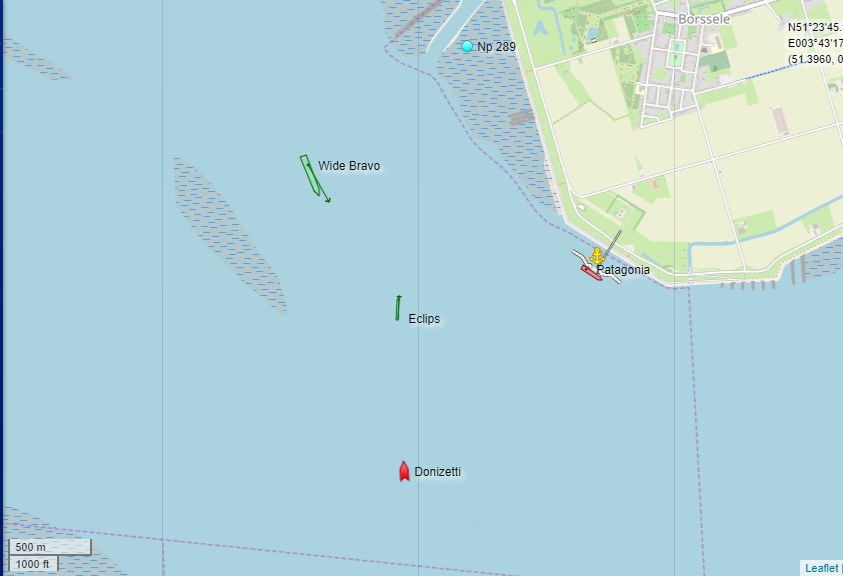 Borssele
N51°23'45.
E003°43'17
(51.3960, 0
Np 289
Wide Bravo
Patagonia
Eclips
Donizetti
500 m
1000 ft
Leaflet |